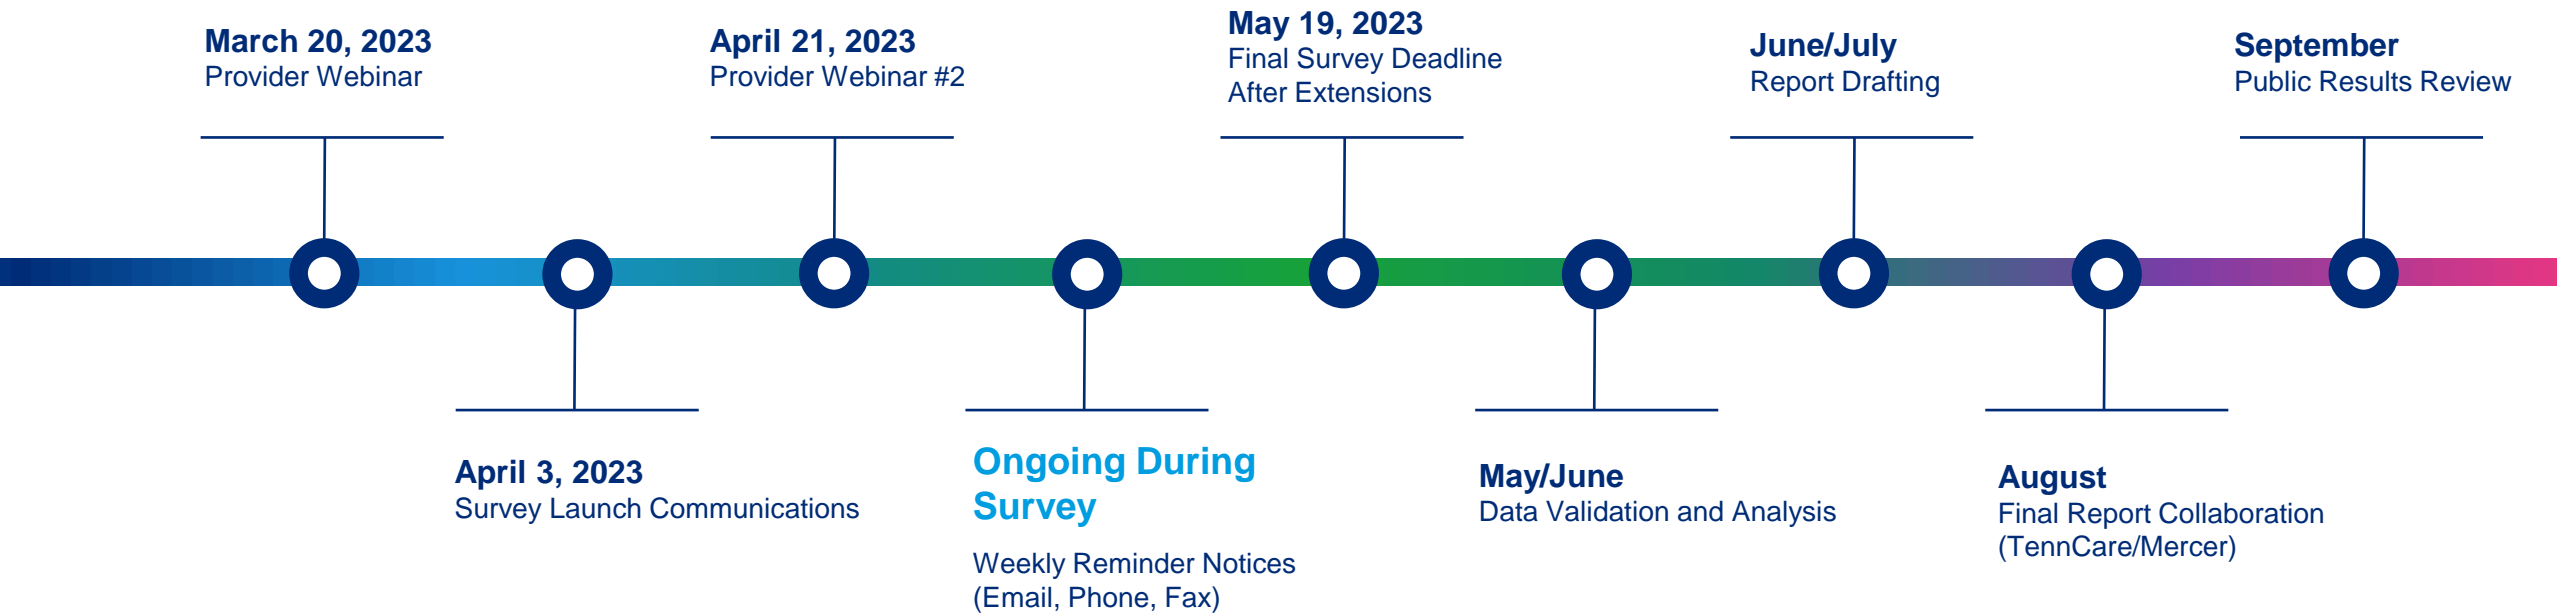 March 20, 2023
Provider Webinar
April 3, 2023
Survey Launch Communications
April 21, 2023
Provider Webinar #2
Ongoing During
Survey
Weekly Reminder Notices
(Email, Phone, Fax)
May 19, 2023
Final Survey Deadline
After Extensions
May/June
Data Validation and Analysis
June/July
Report Drafting
August
Final Report Collaboration
(TennCare/Mercer)
September
Public Results Review